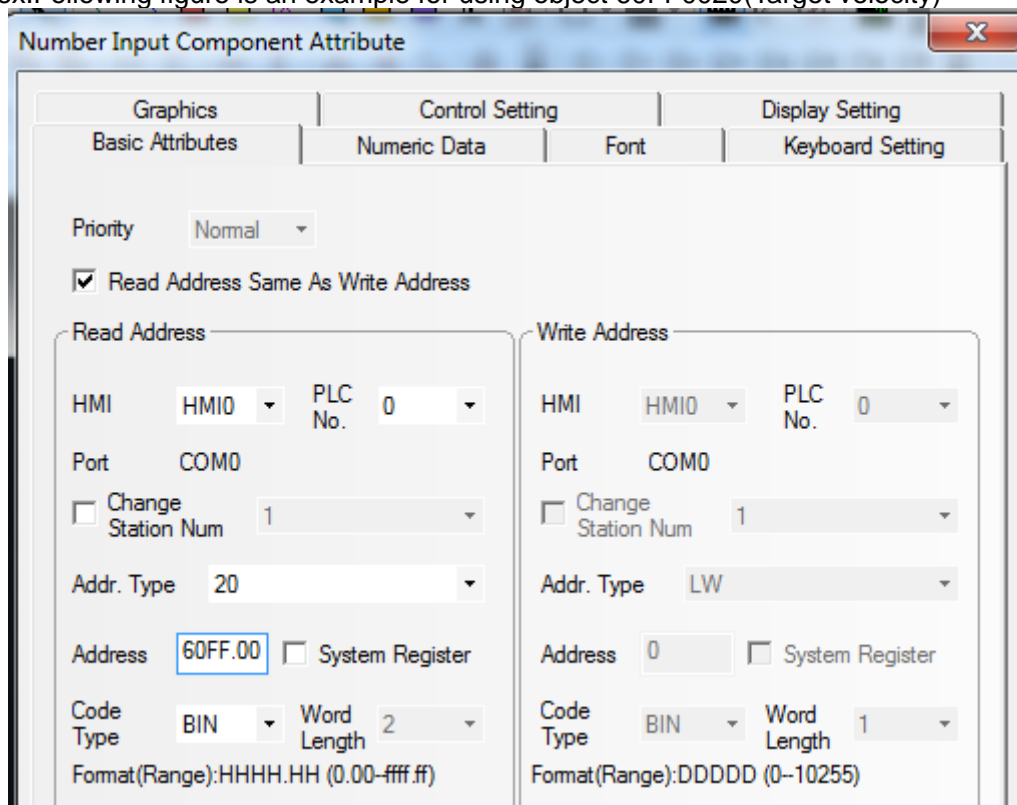 Number Input Component Attribute
Graphics Control Setting Display Setting
Basic Attributes Numeric Data Font Keyboard Setting
Priority Normal
Read Address Same As Write Address
Read Address
HMI HMI0 PLC No. 0
Port COM0
Change Station Num 1
Addr. Type 20
Address 60FF.00 System Register
Code Type BIN Word Length 2
Format(Range):HHHH.HH (0.00--ffff.ff)
Write Address
HMI HMI0 PLC No. 0
Port COM0
Change Station Num 1
Addr. Type LW
Address 0 System Register
Code Type BIN Word Length 1
Format(Range):DDDDD (0--10255)